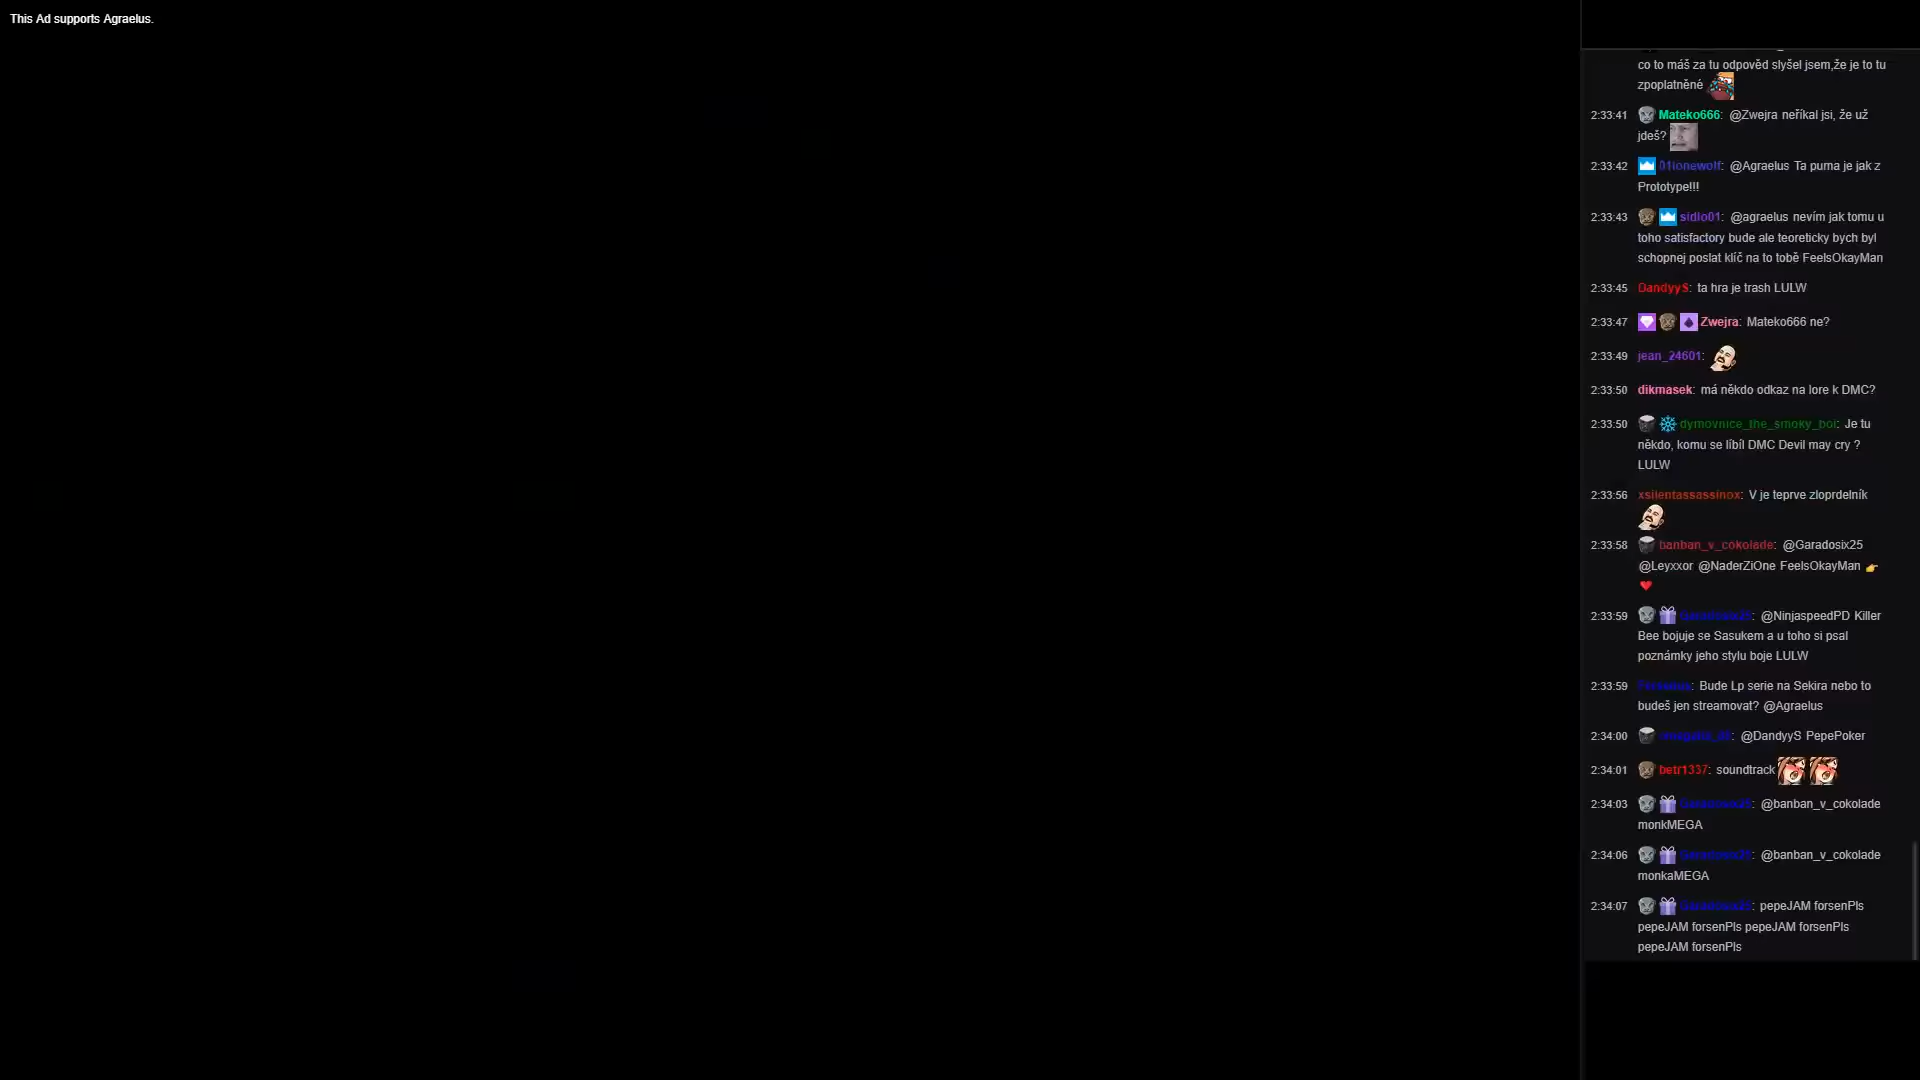 This Ad supports Agraelus.
co to máš za tu odpověd slyšel jsem,že je to tu
zpoplatněné
2:33:41 Mateko666: @Zwejra neříkal jsi, že už
jdeš?
2:33:42 01lonewolf: @Agraelus Ta puma je jak z
Prototype!!!
2:33:43 sidlo01: @agraelus nevím jak tomu u
toho satisfactory bude ale teoreticky bych byl
schopnej poslat klíč na to tobě FeelsOkayMan
2:33:45 DandyyS: ta hra je trash LULW
2:33:47 Zwejra: Mateko666 ne?
2:33:49 jean_24601:
2:33:50 dikmasek: má někdo odkaz na lore k DMC?
2:33:50 dymovnice_the_smoky_boi: Je tu
někdo, komu se líbíl DMC Devil may cry ?
LULW
2:33:56 xsilentassassinox: V je teprve zloprdelník
2:33:58 banban_v_cokolade: @Garadosix25
@Leyxxor @NaderZiOne FeelsOkayMan
2:33:59 Garadosix25: @NinjaspeedPD Killer
Bee bojuje se Sasukem a u toho si psal
poznámky jeho stylu boje LULW
2:33:59 : Bude Lp serie na Sekira nebo to
budeš jen streamovat? @Agraelus
2:34:00 : @DandyyS PepePoker
2:34:01 betr1337: soundtrack
2:34:03 Garadosix25: @banban_v_cokolade
monkMEGA
2:34:06 Garadosix25: @banban_v_cokolade
monkaMEGA
2:34:07 Garadosix25: pepeJAM forsenPls
pepeJAM forsenPls pepeJAM forsenPls
pepeJAM forsenPls